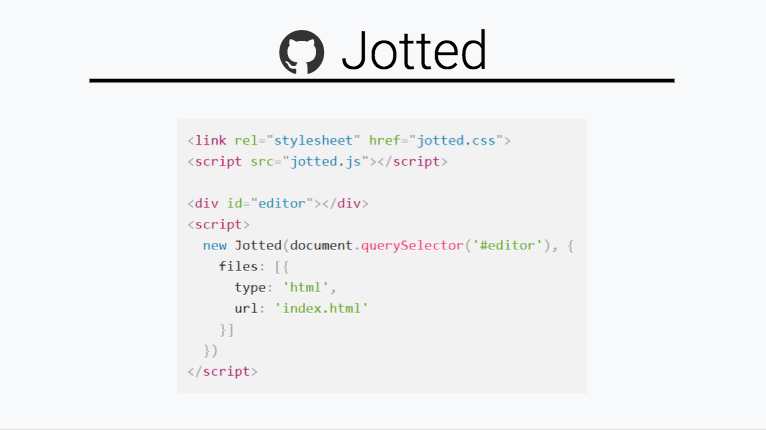 Jotted
<link rel="stylesheet" href="jotted.css">
<script src="jotted.js"></script>
<div id="editor"></div>
<script>
  new Jotted(document.querySelector('#editor'), {
    files: [{
      type: 'html',
      url: 'index.html'
    }]
  })
</script>